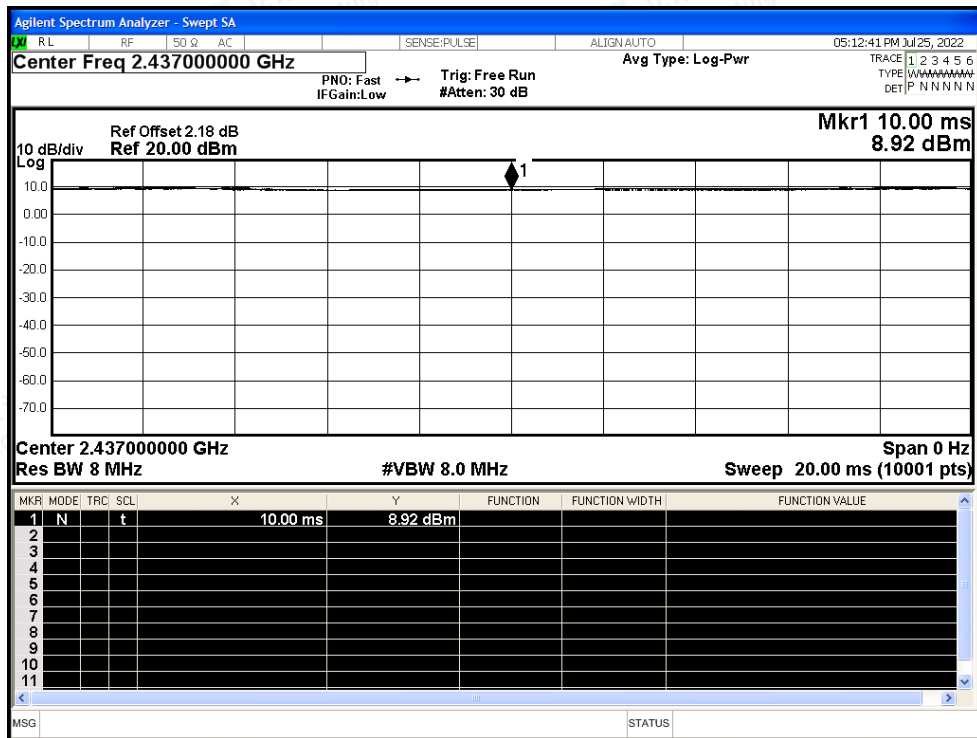 Agilent Spectrum Analyzer - Swept SA
LXI RL RF 50 Ω AC SENSE:PULSE ALIGN AUTO 05:12:41 PM Jul 25, 2022
Center Freq 2.437000000 GHz Avg Type: Log-Pwr TRACE 1 2 3 4 5 6
PNO: Fast Trig: Free Run TYPE WWWWWW
IFGain:Low #Atten: 30 dB DET P N N N N N
Mkr1 10.00 ms
Ref Offset 2.18 dB
10 dB/div Ref 20.00 dBm 8.92 dBm
Log
1
10.0
0.00
-10.0
-20.0
-30.0
-40.0
-50.0
-60.0
-70.0
Center 2.437000000 GHz Span 0 Hz
Res BW 8 MHz #VBW 8.0 MHz Sweep 20.00 ms (10001 pts)
MKR MODE TRC SCL X Y FUNCTION FUNCTION WIDTH FUNCTION VALUE
1 N t 10.00 ms 8.92 dBm
2
3
4
5
6
7
8
9
10
11
MSG STATUS